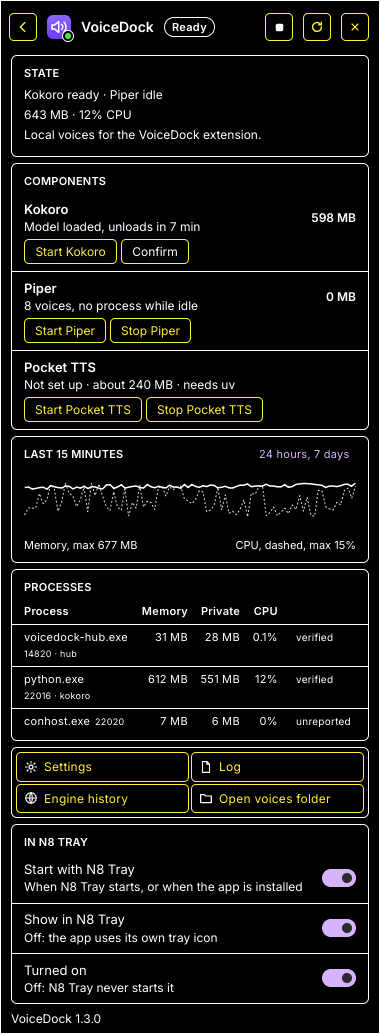 VoiceDock Ready
STATE
Kokoro ready · Piper idle
643 MB · 12% CPU
Local voices for the VoiceDock extension.
COMPONENTS
Kokoro
Model loaded, unloads in 7 min
598 MB
Start Kokoro Confirm
Piper
8 voices, no process while idle
0 MB
Start Piper Stop Piper
Pocket TTS
Not set up · about 240 MB · needs uv
Start Pocket TTS Stop Pocket TTS
LAST 15 MINUTES 24 hours, 7 days
Memory, max 677 MB CPU, dashed, max 15%
PROCESSES
Process Memory Private CPU
voicedock-hub.exe 31 MB 28 MB 0.1% verified
14820 · hub
python.exe 612 MB 551 MB 12% verified
22016 · kokoro
conhost.exe 22020 7 MB 6 MB 0% unreported
Settings Log
Engine history Open voices folder
IN N8 TRAY
Start with N8 Tray
When N8 Tray starts, or when the app is installed
Show in N8 Tray
Off: the app uses its own tray icon
Turned on
Off: N8 Tray never starts it
VoiceDock 1.3.0